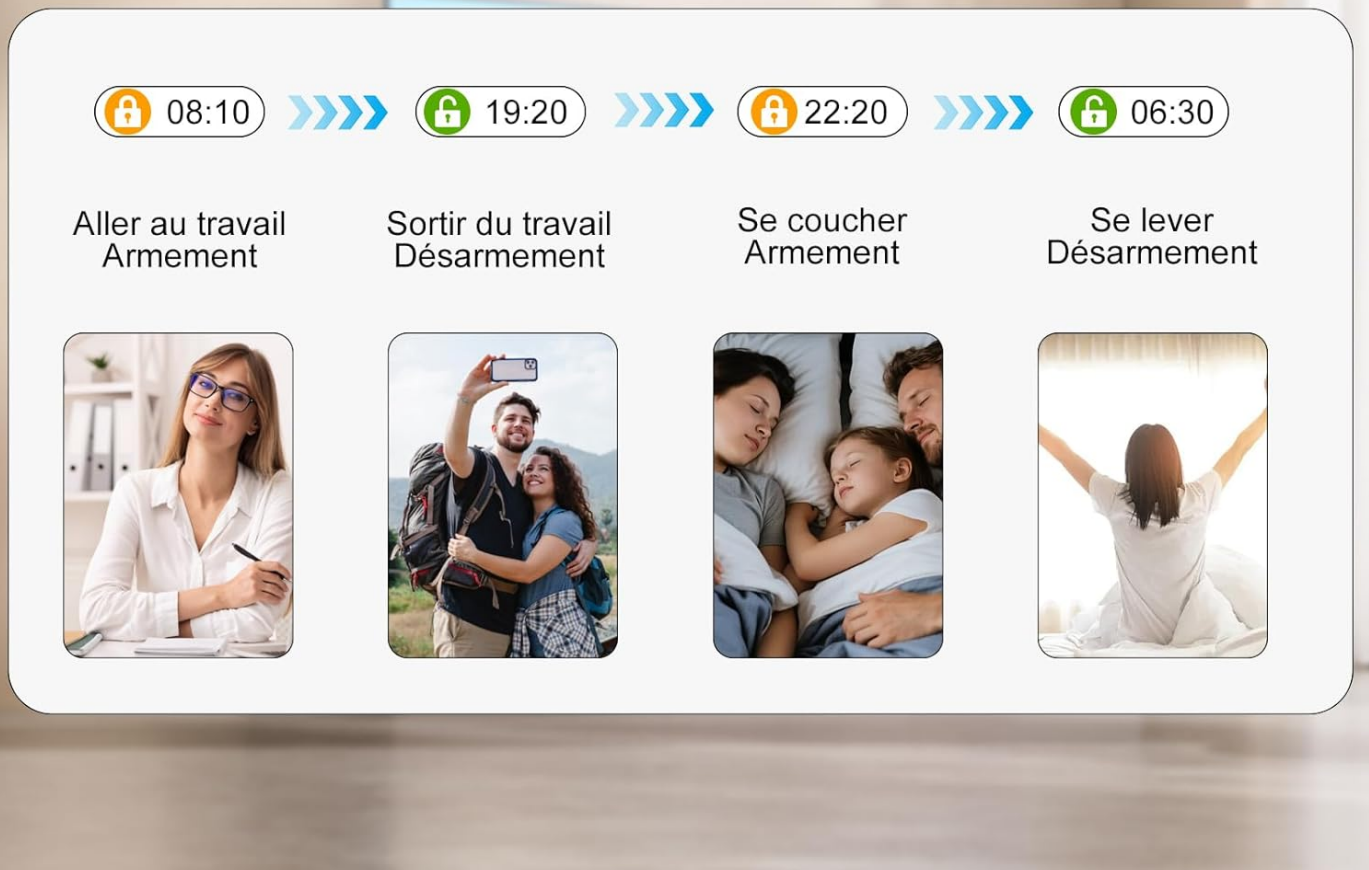 08:10
19:20
22:20
06:30
Aller au travail
Armement
Sortir du travail
Désarmement
Se coucher
Armement
Se lever
Désarmement